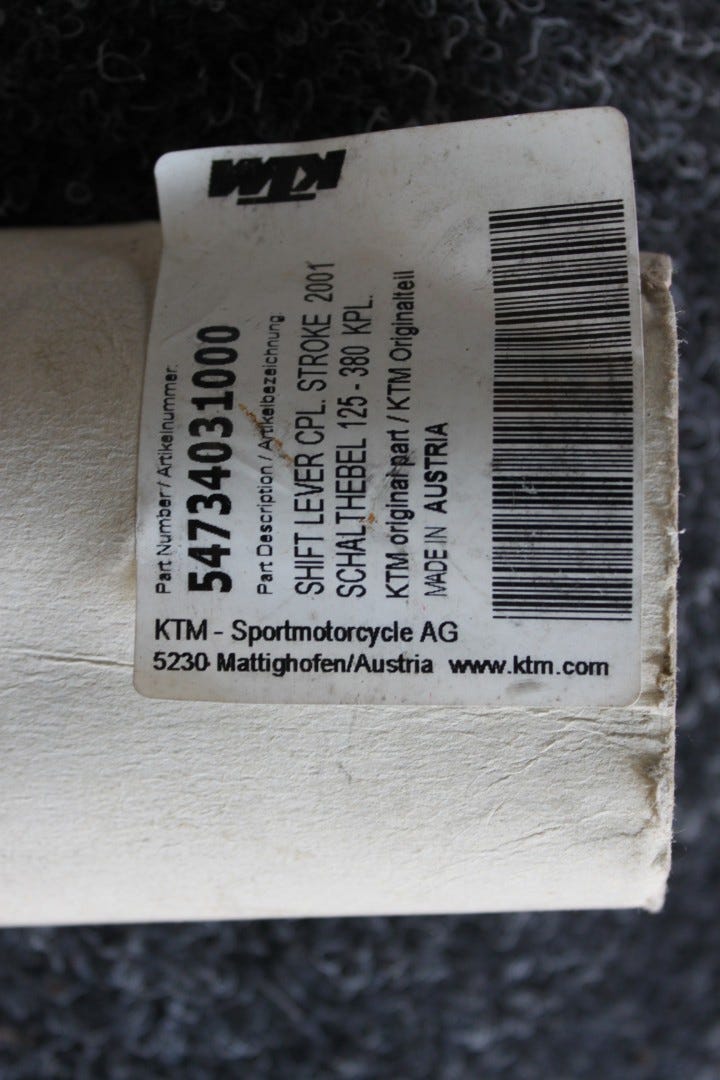 KTM
Part Number / Artikelnummer:
54734031000
Part Description / Artikelbezeichnung:
SHIFT LEVER CPL. STROKE 2001
SCHALTHEBEL 125 - 380 KPL.
KTM original part / KTM Originalteil
MADE IN AUSTRIA
KTM - Sportmotorcycle AG
5230 Mattighofen/Austria www.ktm.com